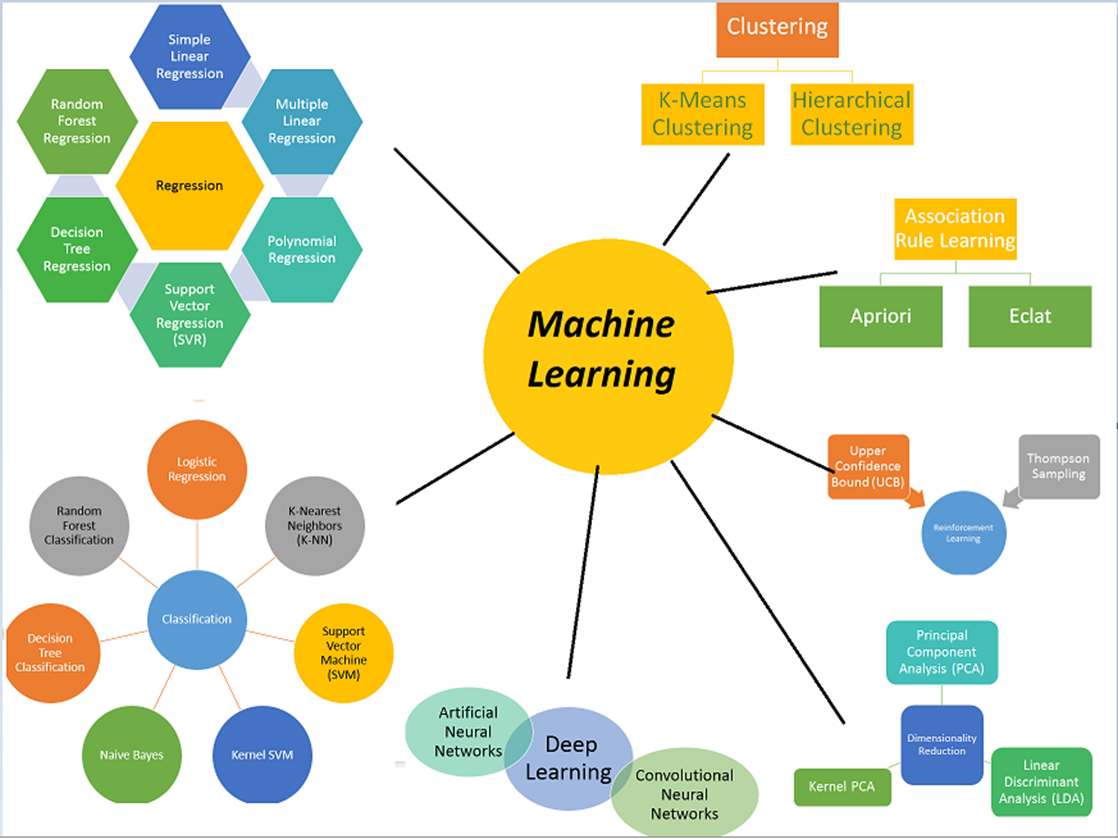 Simple
Linear
Regression
Multiple
Linear
Regression
Polynomial
Regression
Support
Vector
Regression
(SVR)
Decision
Tree
Regression
Random
Forest
Regression
Regression
Clustering
K-Means
Clustering
Hierarchical
Clustering
Association
Rule Learning
Apriori
Eclat
Machine
Learning
Upper
Confidence
Bound (UCB)
Thompson
Sampling
Reinforcement
Learning
Logistic
Regression
K-Nearest
Neighbors
(K-NN)
Support
Vector
Machine
(SVM)
Kernel SVM
Naive Bayes
Decision
Tree
Classification
Random
Forest
Classification
Classification
Artificial
Neural
Networks
Deep
Learning
Convolutional
Neural
Networks
Principal
Component
Analysis (PCA)
Dimensionality
Reduction
Kernel PCA
Linear
Discriminant
Analysis (LDA)